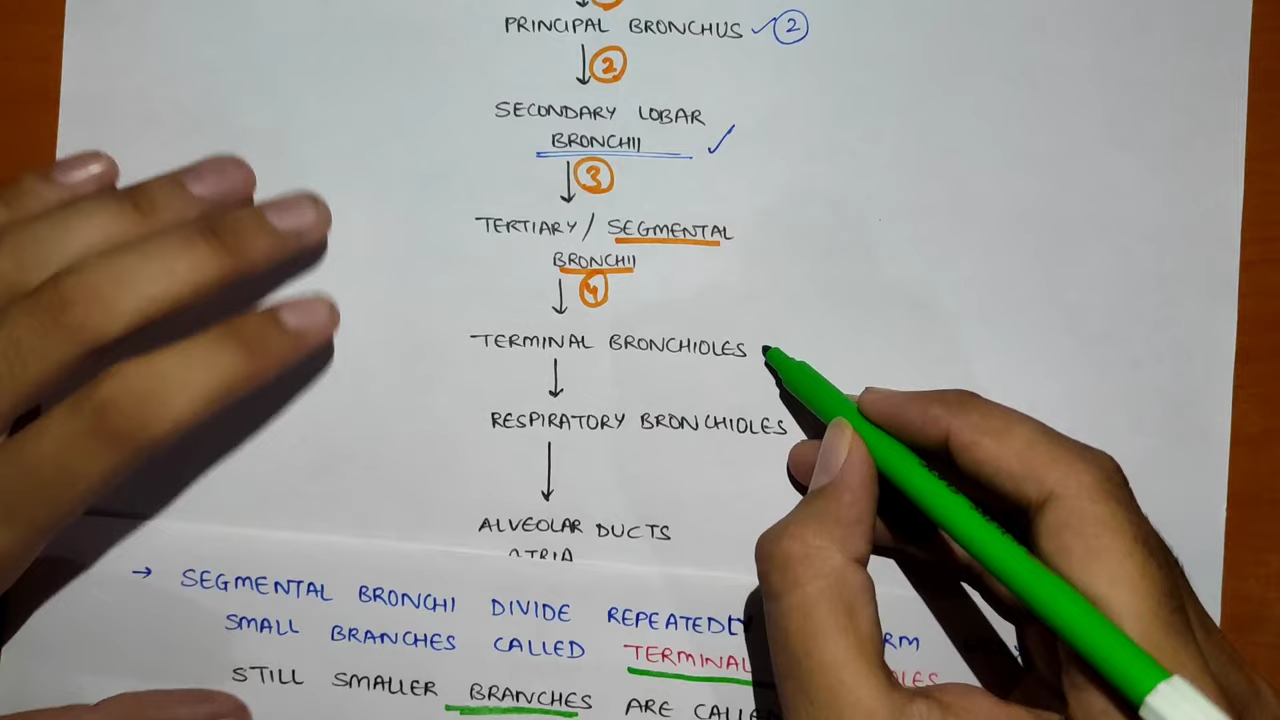 PRINCIPAL BRONCHUS ✓ 2
2
SECONDARY LOBAR
BRONCHII ✓
3
TERTIARY / SEGMENTAL
BRONCHII
4
TERMINAL BRONCHIOLES
RESPIRATORY BRONCHIOLES
ALVEOLAR DUCTS
ATRIA
→ SEGMENTAL BRONCHI DIVIDE REPEATEDLY
SMALL BRANCHES CALLED TERMINAL
STILL SMALLER BRANCHES ARE